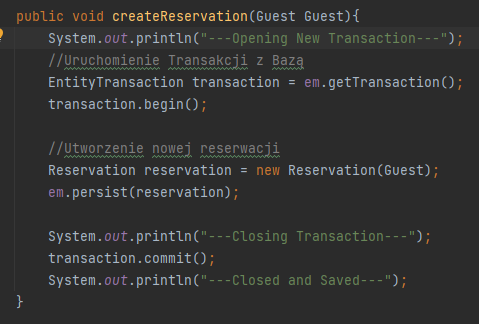 public void createReservation(Guest Guest){
System.out.println("---Opening New Transaction---");
//Uruchomienie Transakcji z Bazą
EntityTransaction transaction = em.getTransaction();
transaction.begin();
//Utworzenie nowej reserwacji
Reservation reservation = new Reservation(Guest);
em.persist(reservation);
System.out.println("---Closing Transaction---");
transaction.commit();
System.out.println("---Closed and Saved---");
}